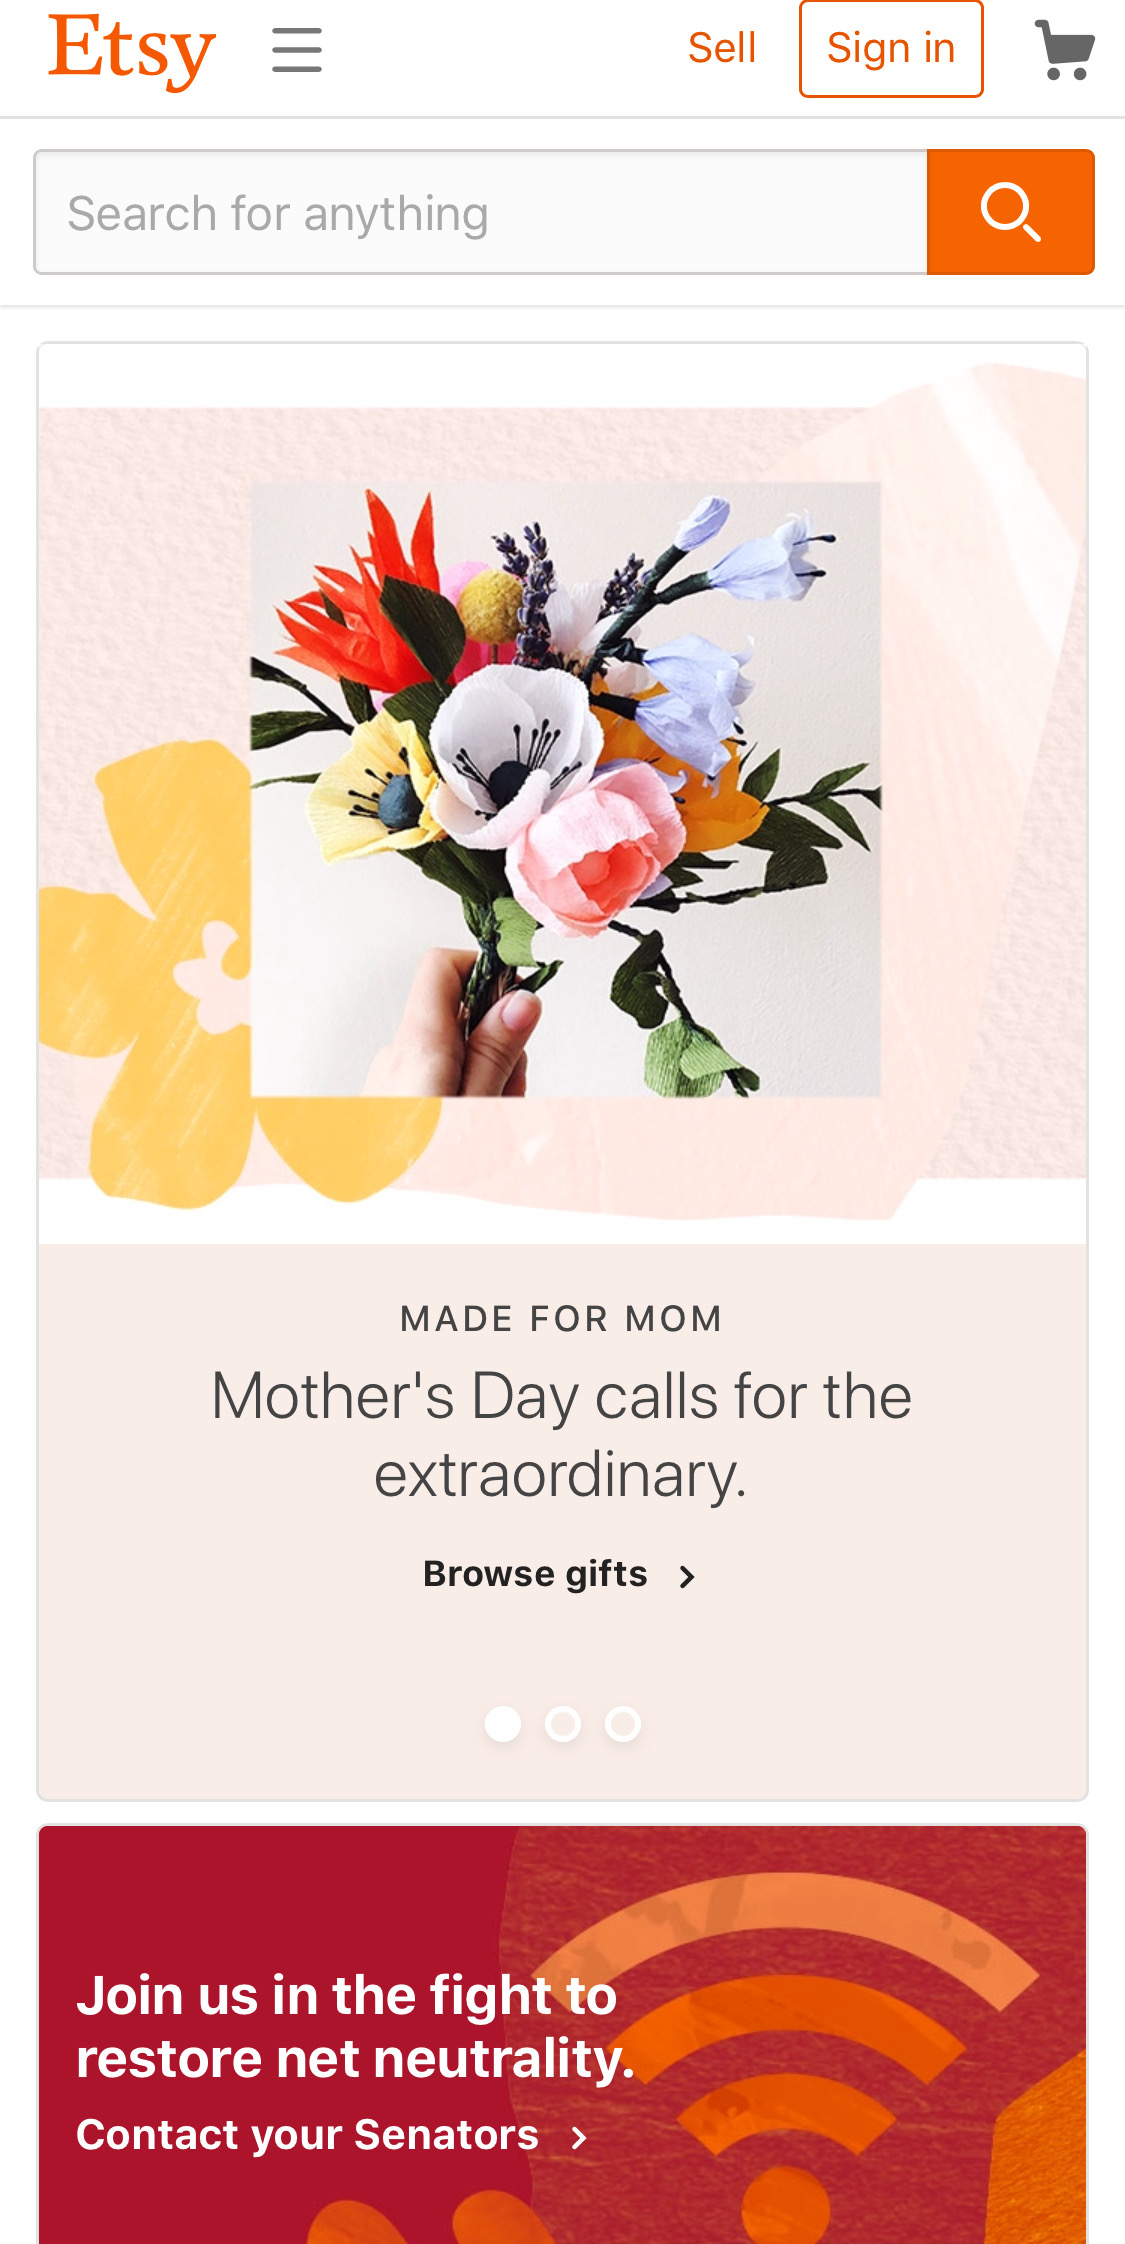 Etsy
Sell
Sign in
Search for anything
MADE FOR MOM
Mother's Day calls for the
extraordinary.
Browse gifts
Join us in the fight to
restore net neutrality.
Contact your Senators